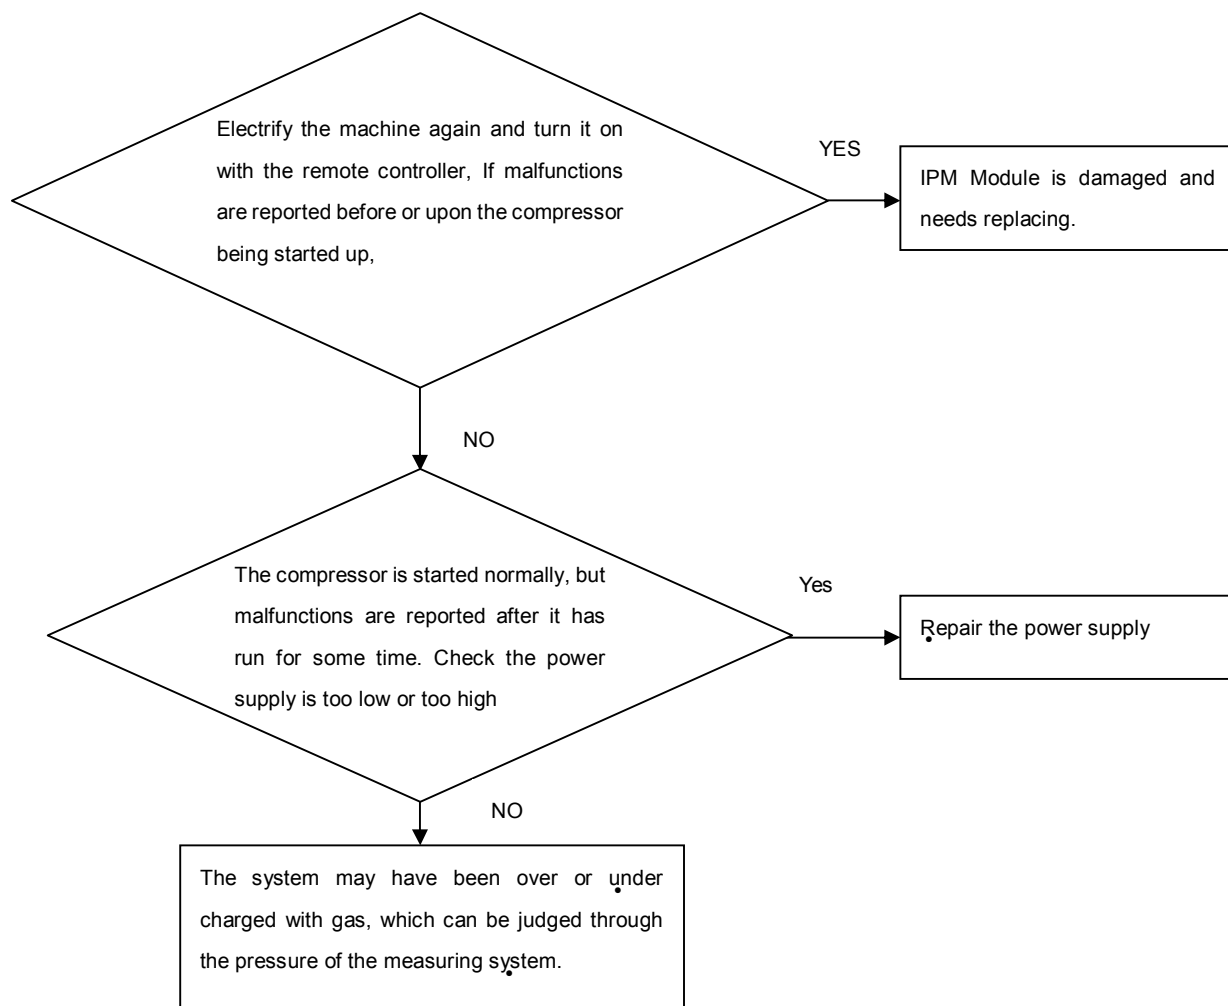 Electrify the machine again and turn it on
with the remote controller, If malfunctions
are reported before or upon the compressor
being started up,
YES
IPM Module is damaged and
needs replacing.
NO
The compressor is started normally, but
malfunctions are reported after it has
run for some time. Check the power
supply is too low or too high
Yes
Repair the power supply
NO
The system may have been over or under
charged with gas, which can be judged through
the pressure of the measuring system.